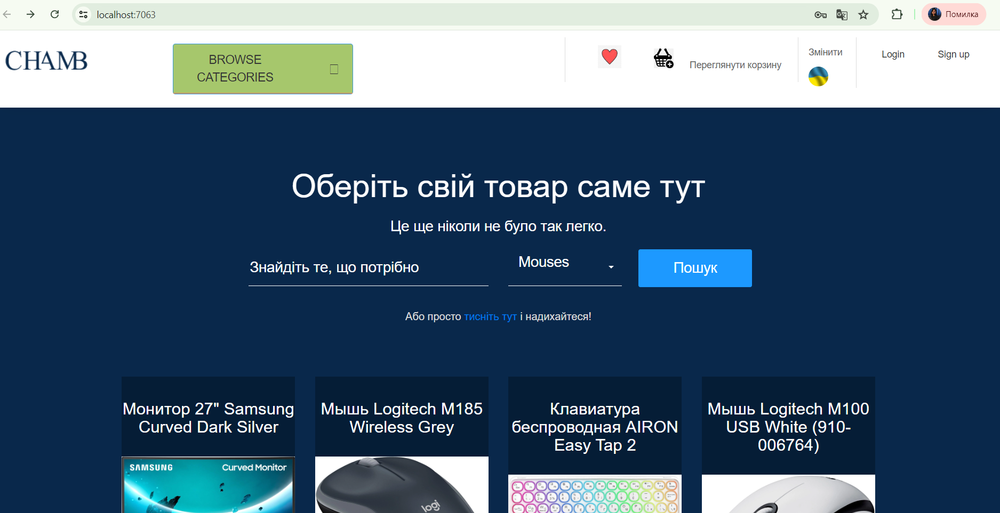 localhost:7063
Помилка
CHAMB
BROWSE
CATEGORIES
Переглянути корзину
Змінити
Login
Sign up
Оберіть свій товар саме тут
Це ще ніколи не було так легко.
Знайдіть те, що потрібно
Mouses
Пошук
Або просто тисніть тут і надихайтеся!
Монитор 27" Samsung
Curved Dark Silver
Мышь Logitech M185
Wireless Grey
Клавиатура
беспроводная AIRON
Easy Tap 2
Мышь Logitech M100
USB White (910-
006764)
SAMSUNG
Curved Monitor
logi